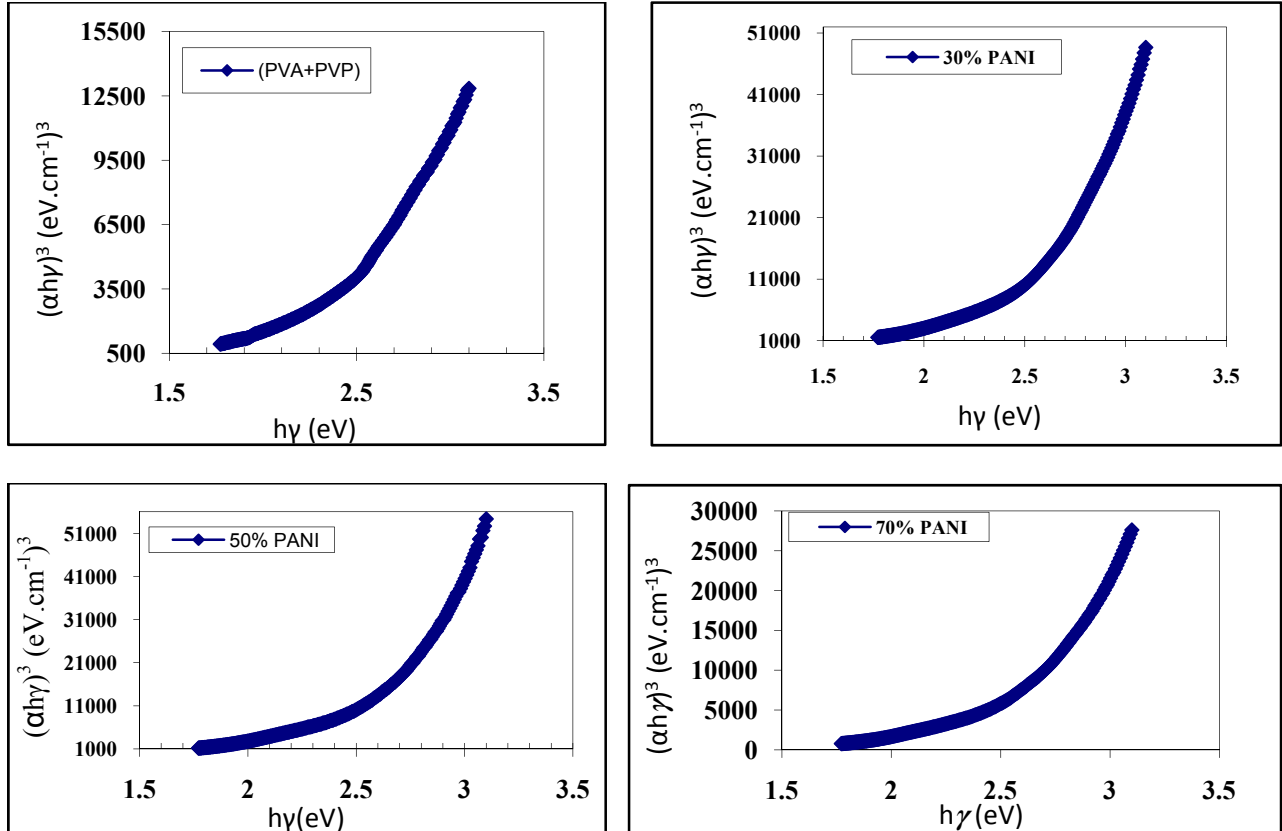 15500
12500
9500
6500
3500
500
(PVA+PVP)
(αhγ)³ (eV.cm⁻¹)³
1.5 2.5 3.5
hγ (eV)
51000
41000
31000
21000
11000
1000
30% PANI
(αhγ)³ (eV.cm⁻¹)³
1.5 2 2.5 3 3.5
hγ (eV)
51000
41000
31000
21000
11000
1000
50% PANI
(αhγ)³ (eV.cm⁻¹)³
1.5 2 2.5 3 3.5
hγ(eV)
30000
25000
20000
15000
10000
5000
0
70% PANI
(αhγ)³ (eV.cm⁻¹)³
1.5 2 2.5 3 3.5
hγ (eV)